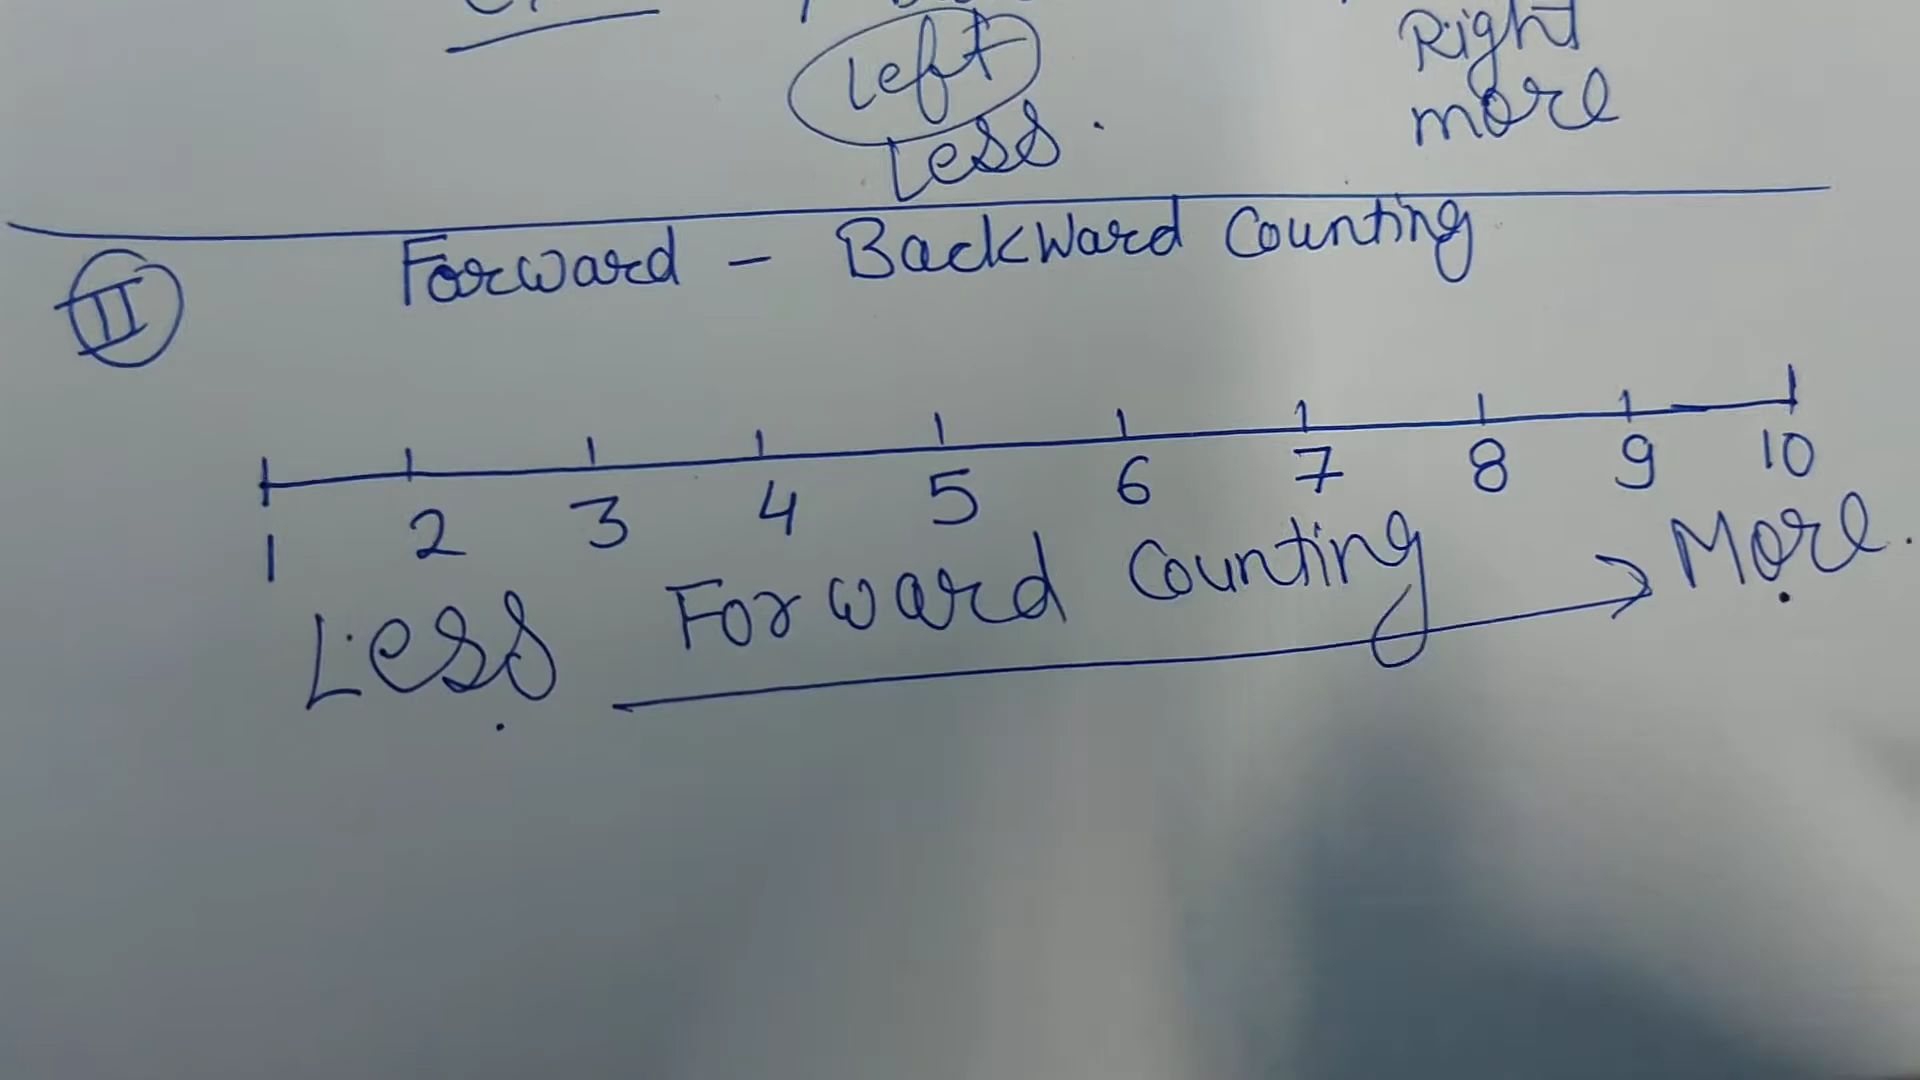 Left
Right
Less.
more
II Forward - Backward Counting
1 2 3 4 5 6 7 8 9 10
Less Forward Counting More.